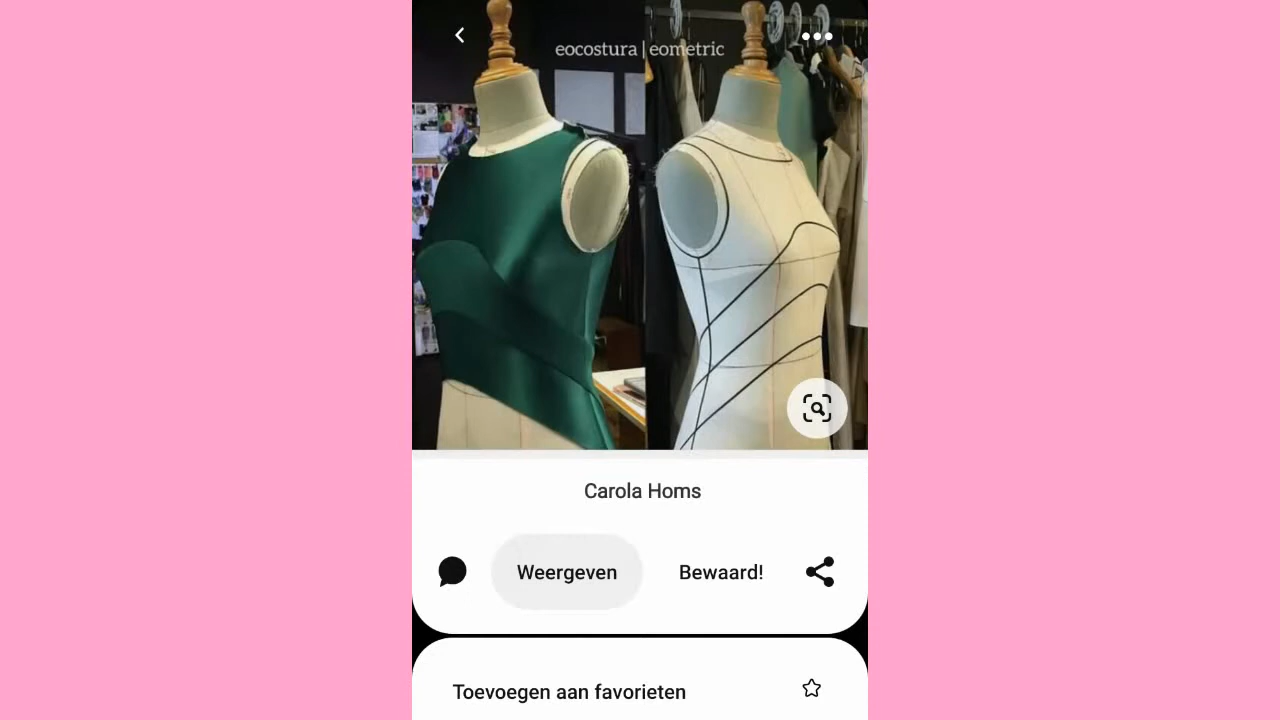 eocostura | eometric
Carola Homs
Weergeven
Bewaard!
Toevoegen aan favorieten